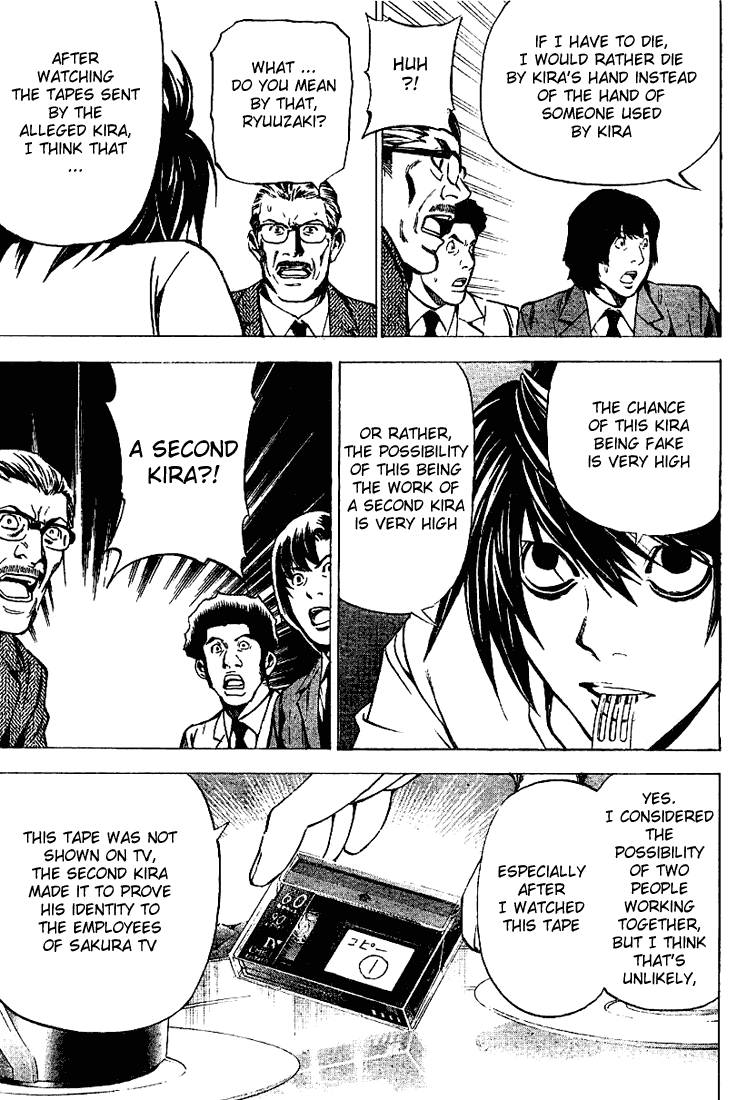 IF I HAVE TO DIE,
I WOULD RATHER DIE
BY KIRA'S HAND INSTEAD
OF THE HAND OF
SOMEONE USED
BY KIRA
HUH
?!
WHAT ...
DO YOU MEAN
BY THAT,
RYUUZAKI?
AFTER
WATCHING
THE TAPES SENT
BY THE
ALLEGED KIRA,
I THINK THAT
...
THE CHANCE
OF THIS KIRA
BEING FAKE
IS VERY HIGH
OR RATHER,
THE POSSIBILITY
OF THIS BEING
THE WORK OF
A SECOND KIRA
IS VERY HIGH
A SECOND
KIRA?!
YES.
I CONSIDERED
THE
POSSIBILITY
OF TWO
PEOPLE
WORKING
TOGETHER,
BUT I THINK
THAT'S
UNLIKELY,
ESPECIALLY
AFTER
I WATCHED
THIS TAPE
60
IV
コピー
①
THIS TAPE WAS NOT
SHOWN ON TV,
THE SECOND KIRA
MADE IT TO PROVE
HIS IDENTITY TO
THE EMPLOYEES
OF SAKURA TV